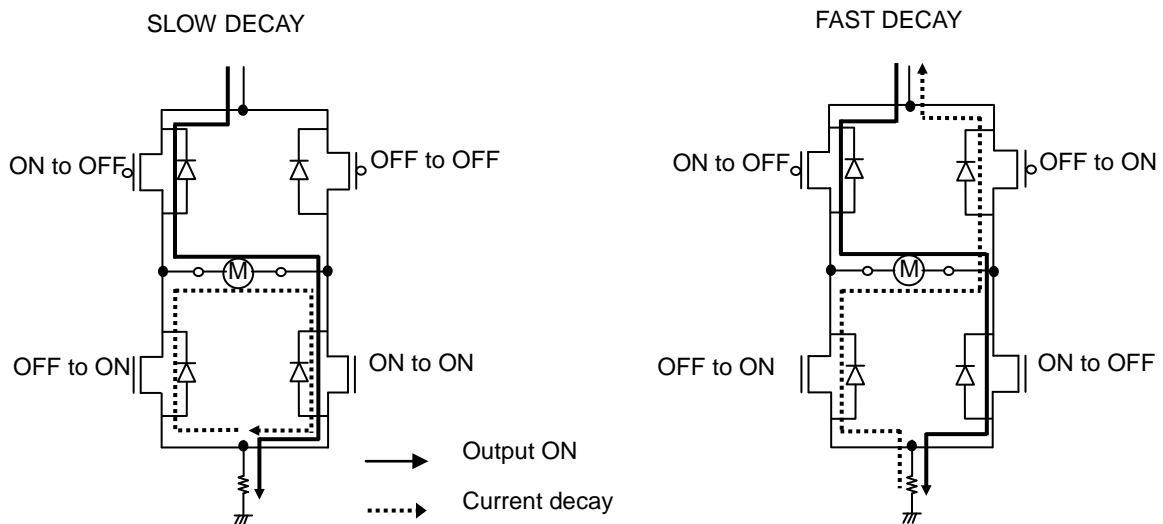 SLOW DECAY
FAST DECAY
ON to OFF
OFF to OFF
ON to OFF
OFF to ON
M
M
OFF to ON
ON to ON
OFF to ON
ON to OFF
Output ON
Current decay